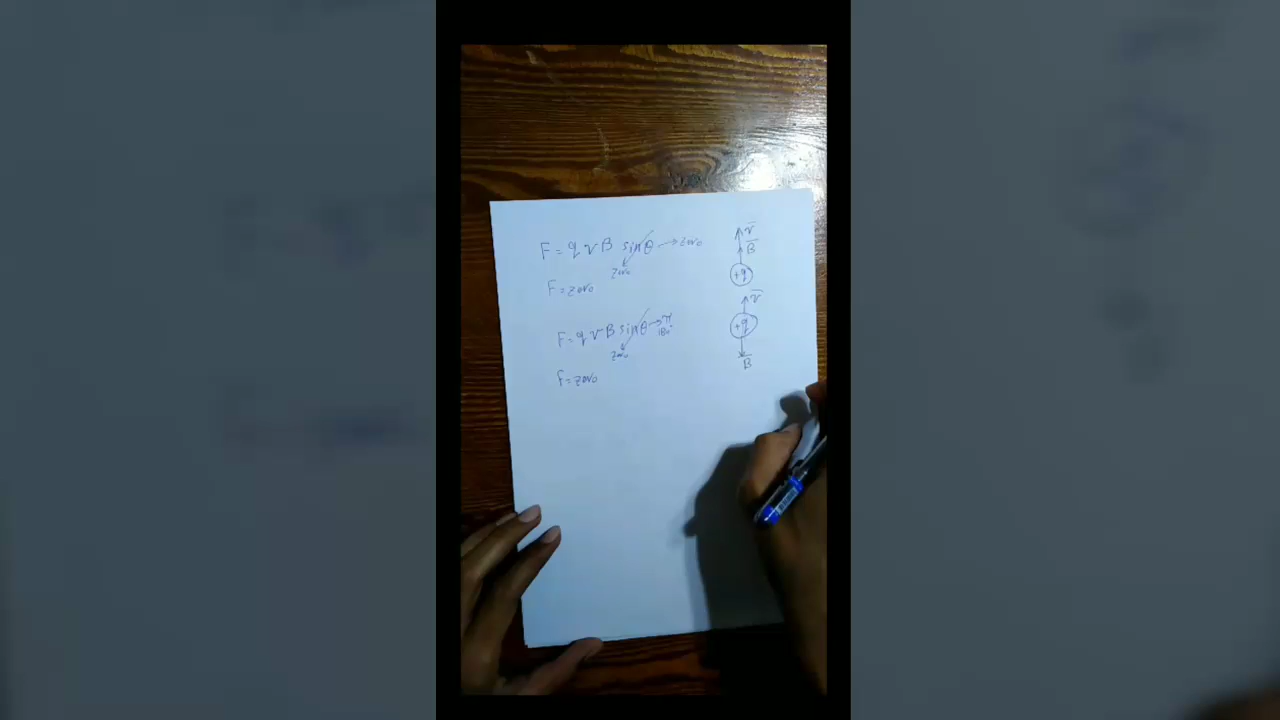 F = q v B sinθ → zero
zero
F = zero
v
B
+q
F = q v B sinθ → π
180°
zero
F = zero
v
+q
B